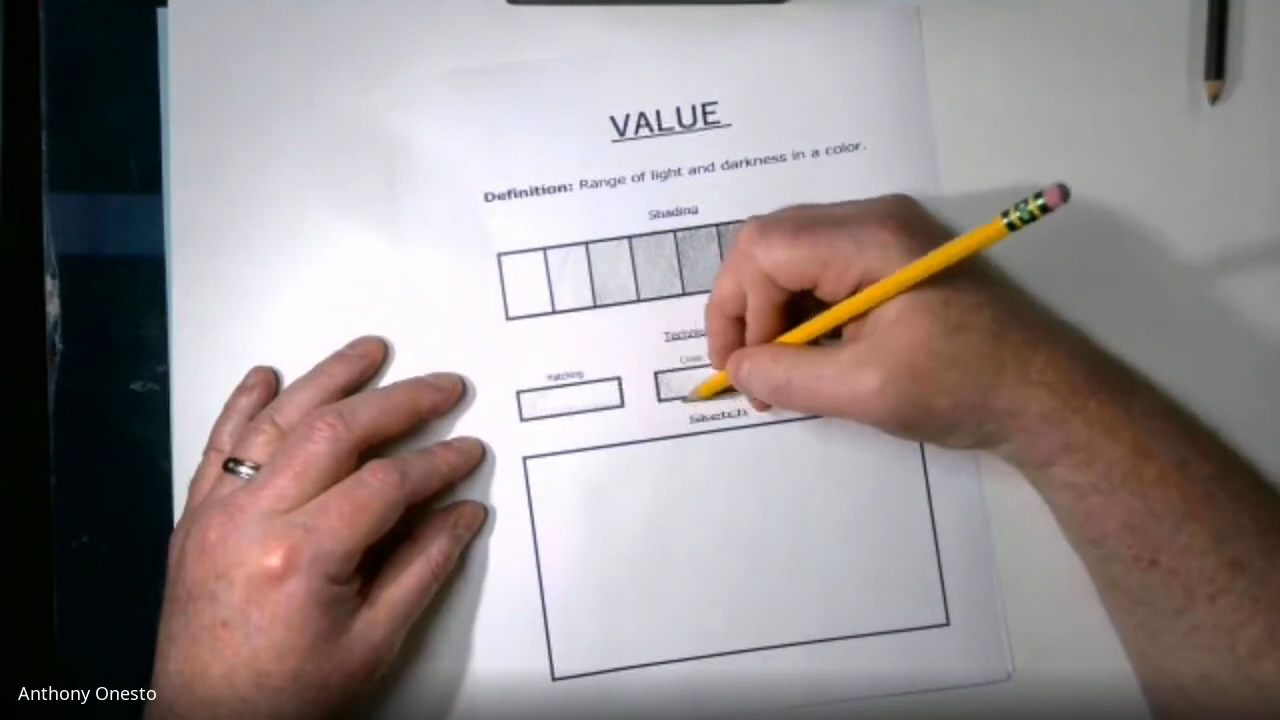 VALUE
Definition: Range of light and darkness in a color.
Shading
Hatching
Sketch
Anthony Onesto